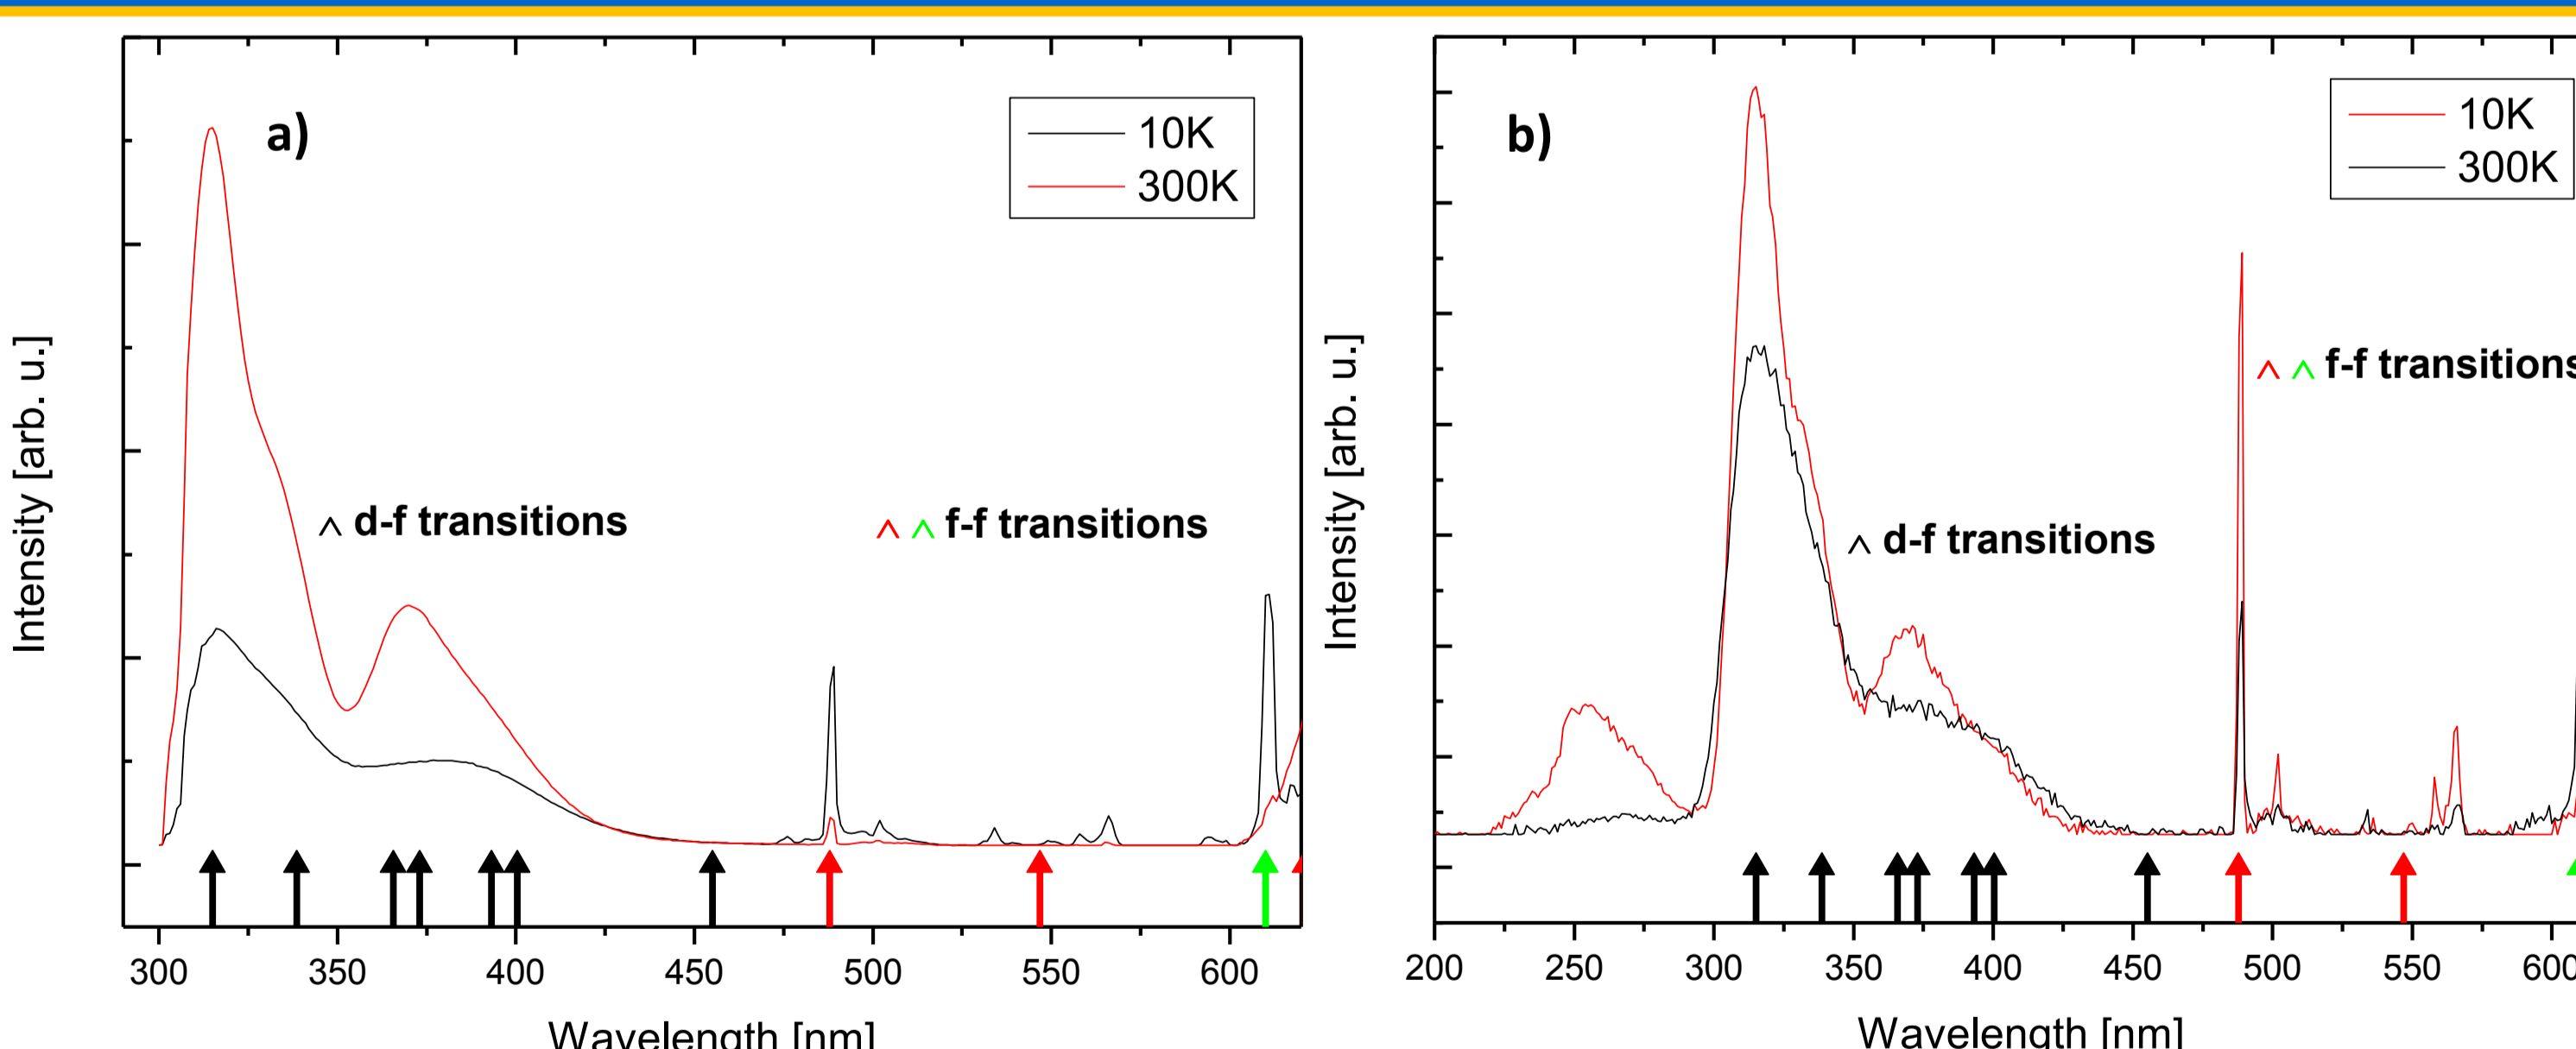 a)
10K
300K
d-f transitions
f-f transitions
Intensity [arb. u.]
300 350 400 450 500 550 600
Wavelength [nm]
b)
10K
300K
f-f transitions
d-f transitions
Intensity [arb. u.]
200 250 300 350 400 450 500 550 600
Wavelength [nm]